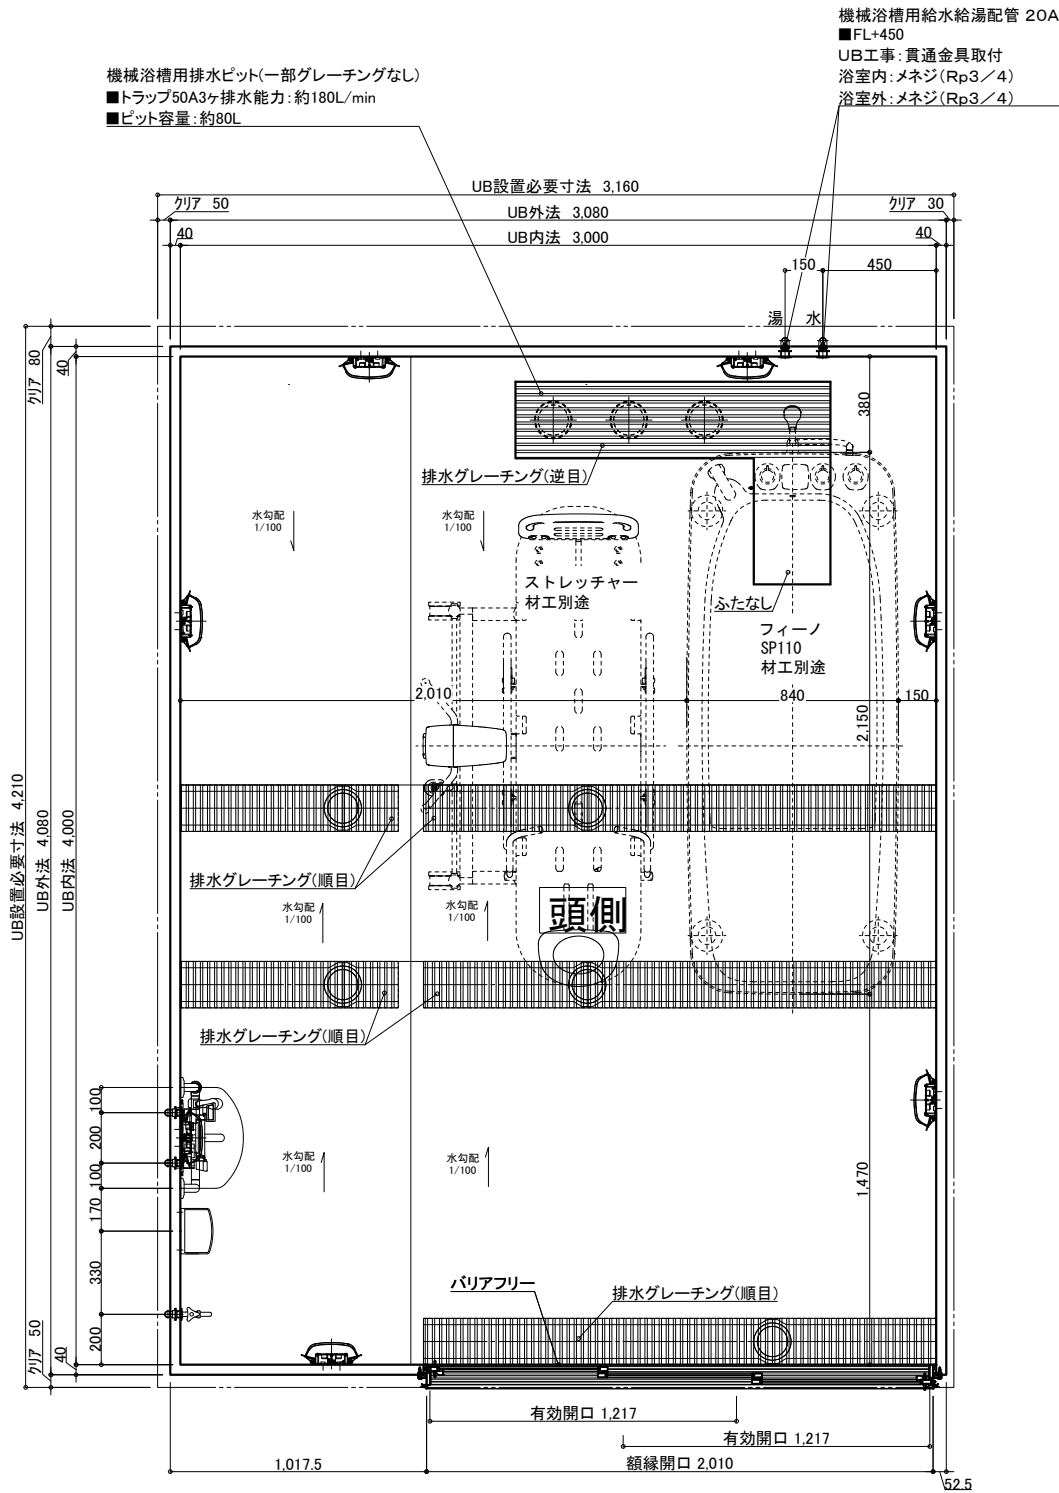 機械浴槽用給水給湯配管 20A
■FL+450
UB工事:貫通金具取付
浴室内:メネジ(Rp3/4)
浴室外:メネジ(Rp3/4)
機械浴槽用排水ピット(一部グレーチングなし)
■トラップ50A3ヶ排水能力:約180L/min
■ピット容量:約80L
UB設置必要寸法 3,160
クリア 50
UB外法 3,080
クリア 30
40
UB内法 3,000
40
150
450
湯
水
クリア 80
40
380
排水グレーチング(逆目)
水勾配
1/100
水勾配
1/100
ストレッチャー
材工別途
ふたなし
フィーノ
SP110
材工別途
2,010
840
150
2,150
UB設置必要寸法 4,210
UB外法 4,080
UB内法 4,000
排水グレーチング(順目)
水勾配
1/100
水勾配
1/100
頭側
排水グレーチング(順目)
100
200
100
170
330
200
水勾配
1/100
水勾配
1/100
1,470
バリアフリー
排水グレーチング(順目)
クリア 50
40
有効開口 1,217
有効開口 1,217
1,017.5
額縁開口 2,010
52.5